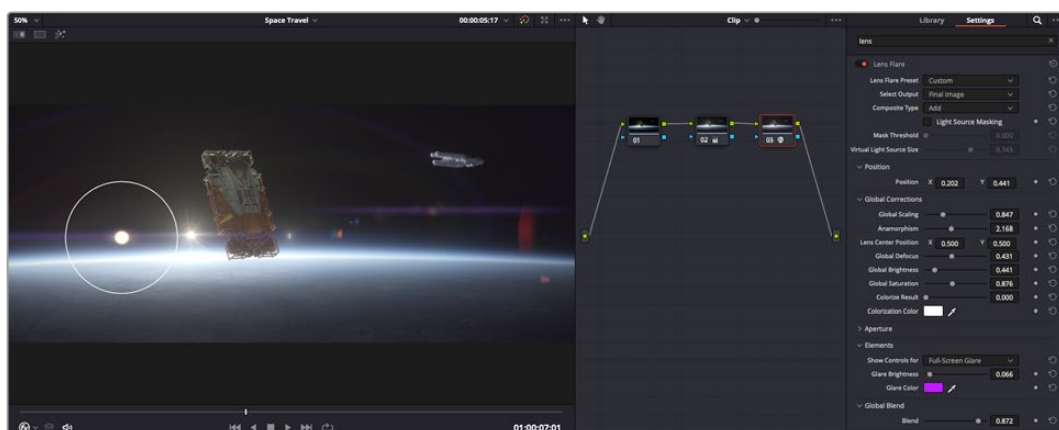 50% Space Travel 00:00:05:17 Clip Library Settings
lens
Lens Flare
Lens Flare Preset Custom
Select Output Final Image
Composite Type Add
Light Source Masking
Mask Threshold 0.000
Virtual Light Source Size 0.743
Position
Position X 0.202 Y 0.441
Global Corrections
Global Scaling 0.847
Anamorphism 2.168
Lens Center Position X 0.500 Y 0.500
Global Defocus 0.431
Global Brightness 0.441
Global Saturation 0.876
Colorize Result 0.000
Colorization Color
Aperture
Elements
Show Controls for Full-Screen Glare
Glare Brightness 0.066
Glare Color
Global Blend
Blend 0.872
01 02 03
01:00:07:01